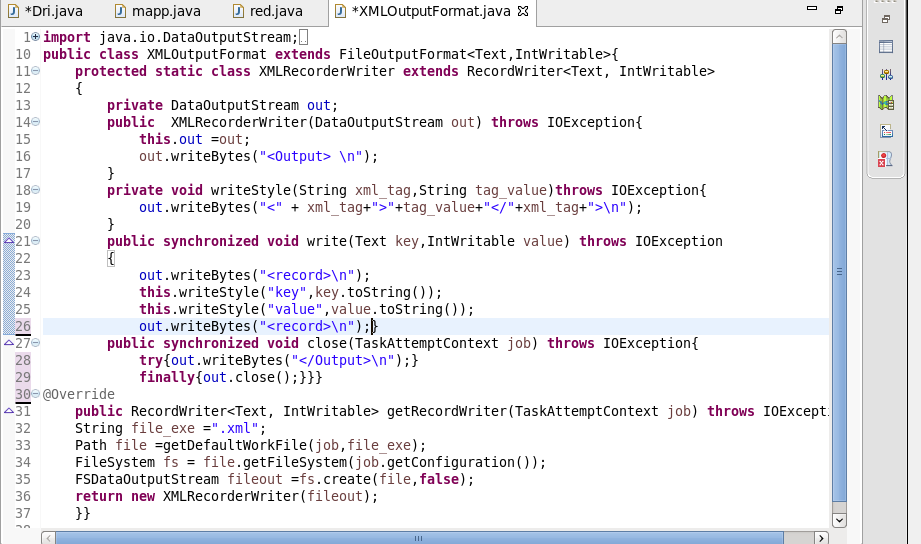 *Dri.java mapp.java red.java *XMLOutputFormat.java
1 import java.io.DataOutputStream;
10 public class XMLOutputFormat extends FileOutputFormat<Text,IntWritable>{
11 protected static class XMLRecorderWriter extends RecordWriter<Text, IntWritable>
12 {
13 private DataOutputStream out;
14 public  XMLRecorderWriter(DataOutputStream out) throws IOException{
15 this.out =out;
16 out.writeBytes("<Output> \n");
17 }
18 private void writeStyle(String xml_tag,String tag_value)throws IOException{
19 out.writeBytes("<" + xml_tag+">"+tag_value+"</"+xml_tag+">\n");
20 }
21 public synchronized void write(Text key,IntWritable value) throws IOException
22 {
23 out.writeBytes("<record>\n");
24 this.writeStyle("key",key.toString());
25 this.writeStyle("value",value.toString());
26 out.writeBytes("<record>\n");}
27 public synchronized void close(TaskAttemptContext job) throws IOException{
28 try{out.writeBytes("</Output>\n");}
29 finally{out.close();}}}
30 @Override
31 public RecordWriter<Text, IntWritable> getRecordWriter(TaskAttemptContext job) throws IOExcepti
32 String file_exe =".xml";
33 Path file =getDefaultWorkFile(job,file_exe);
34 FileSystem fs = file.getFileSystem(job.getConfiguration());
35 FSDataOutputStream fileout =fs.create(file,false);
36 return new XMLRecorderWriter(fileout);
37 }}